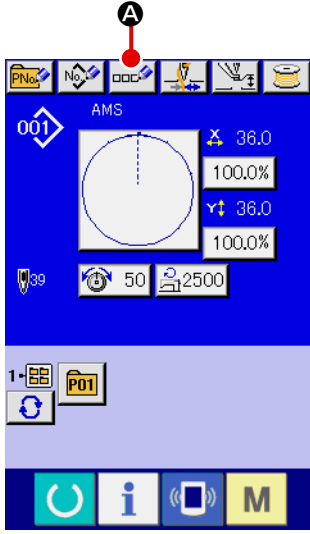 A
PNo. No. □□□
AMS
001 X 36.0
100.0%
Y 36.0
100.0%
39 50 2500
1- P01
i M